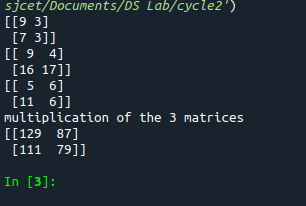 sjcet/Documents/DS Lab/cycle2')
[[9 3]
 [7 3]]
[[ 9  4]
 [16 17]]
[[ 5  6]
 [11  6]]
multiplication of the 3 matrices
[[129  87]
 [111  79]]
In [3]: